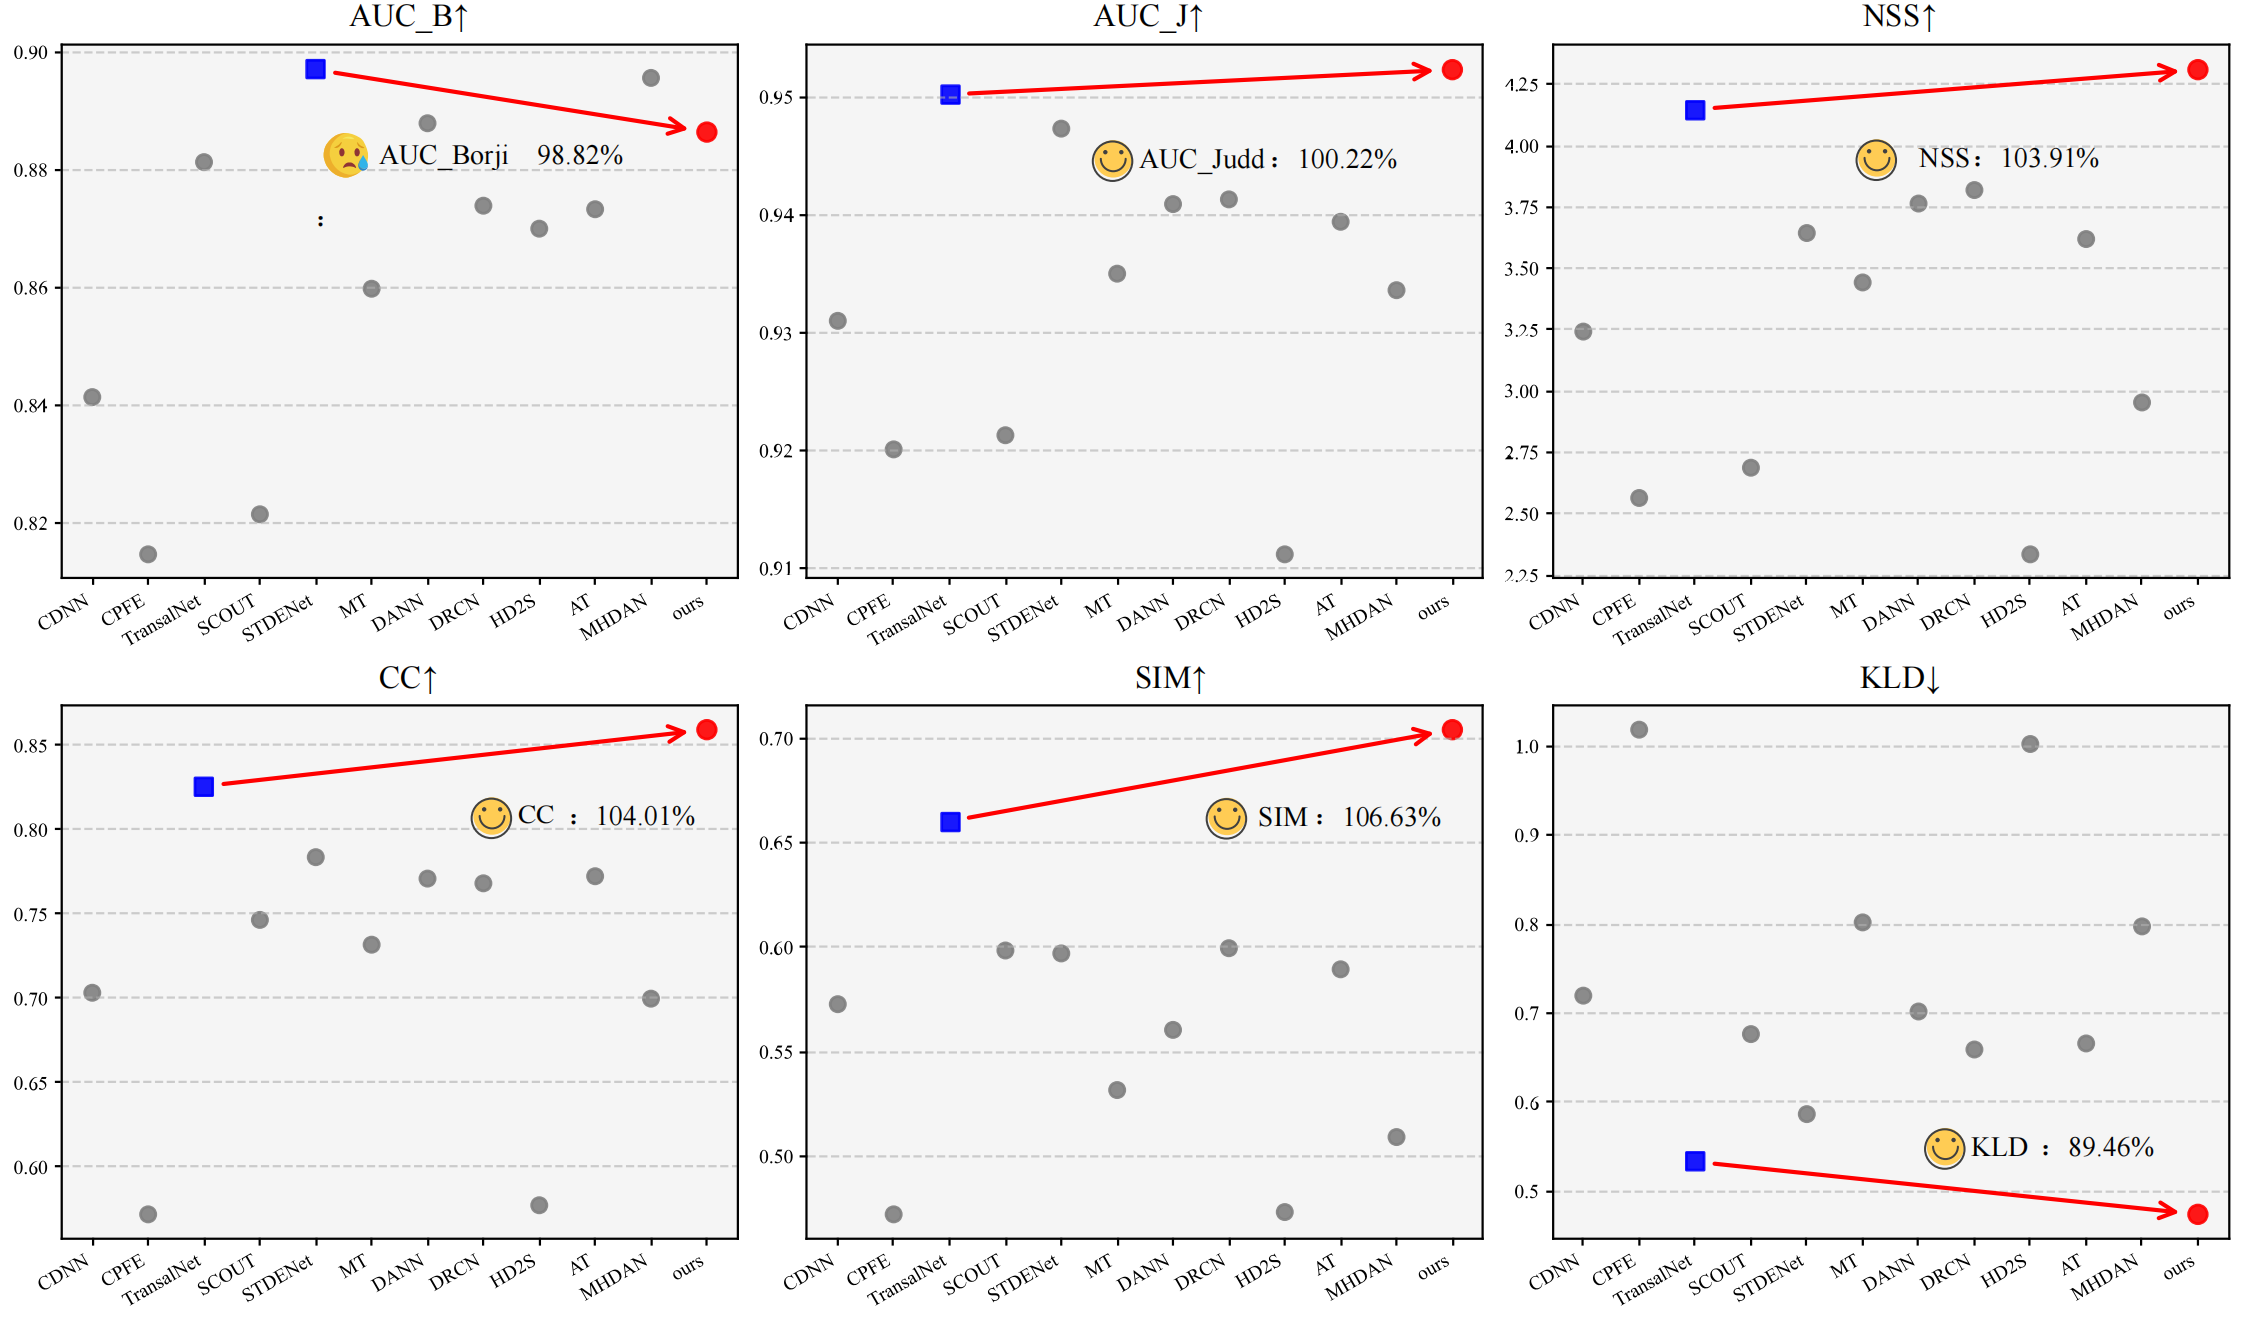 AUC_B↑
0.90
0.88
0.86
0.84
0.82
AUC_Borji 98.82%
:
CDNN
CPFE
TransalNet
SCOUT
STDENet
MT
DANN
DRCN
HD2S
AT
MHDAN
ours
AUC_J↑
0.95
0.94
0.93
0.92
0.91
AUC_Judd: 100.22%
CDNN
CPFE
TransalNet
SCOUT
STDENet
MT
DANN
DRCN
HD2S
AT
MHDAN
ours
NSS↑
4.25
4.00
3.75
3.50
3.25
3.00
2.75
2.50
2.25
NSS: 103.91%
CDNN
CPFE
TransalNet
SCOUT
STDENet
MT
DANN
DRCN
HD2S
AT
MHDAN
ours
CC↑
0.85
0.80
0.75
0.70
0.65
0.60
CC : 104.01%
CDNN
CPFE
TransalNet
SCOUT
STDENet
MT
DANN
DRCN
HD2S
AT
MHDAN
ours
SIM↑
0.70
0.65
0.60
0.55
0.50
SIM: 106.63%
CDNN
CPFE
TransalNet
SCOUT
STDENet
MT
DANN
DRCN
HD2S
AT
MHDAN
ours
KLD↓
1.0
0.9
0.8
0.7
0.6
0.5
KLD : 89.46%
CDNN
CPFE
TransalNet
SCOUT
STDENet
MT
DANN
DRCN
HD2S
AT
MHDAN
ours